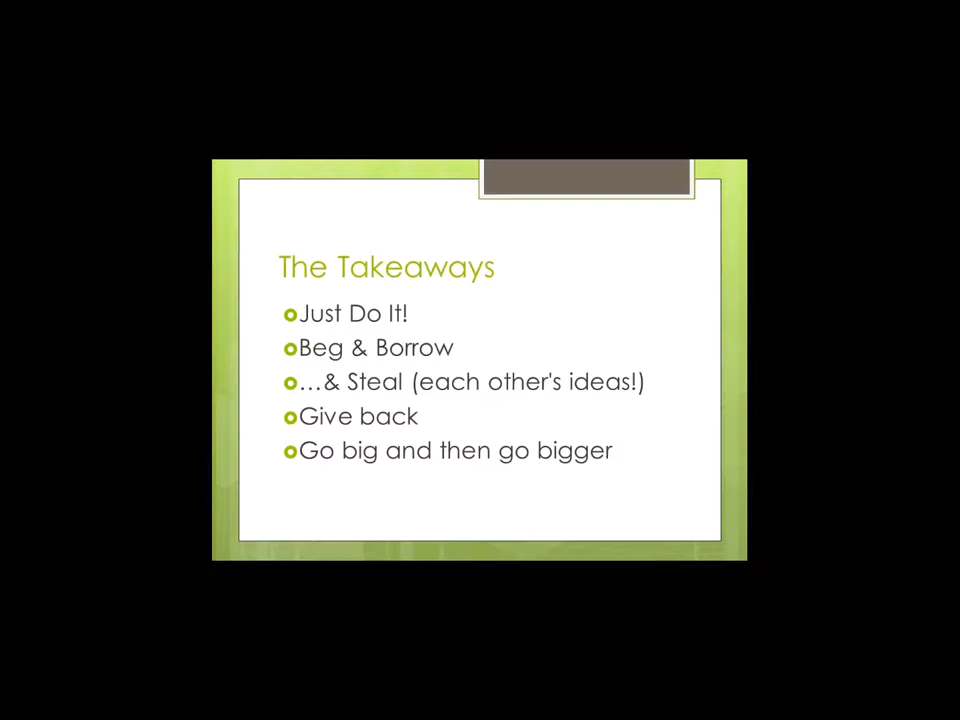 The Takeaways
Just Do It!
Beg & Borrow
…& Steal (each other's ideas!)
Give back
Go big and then go bigger